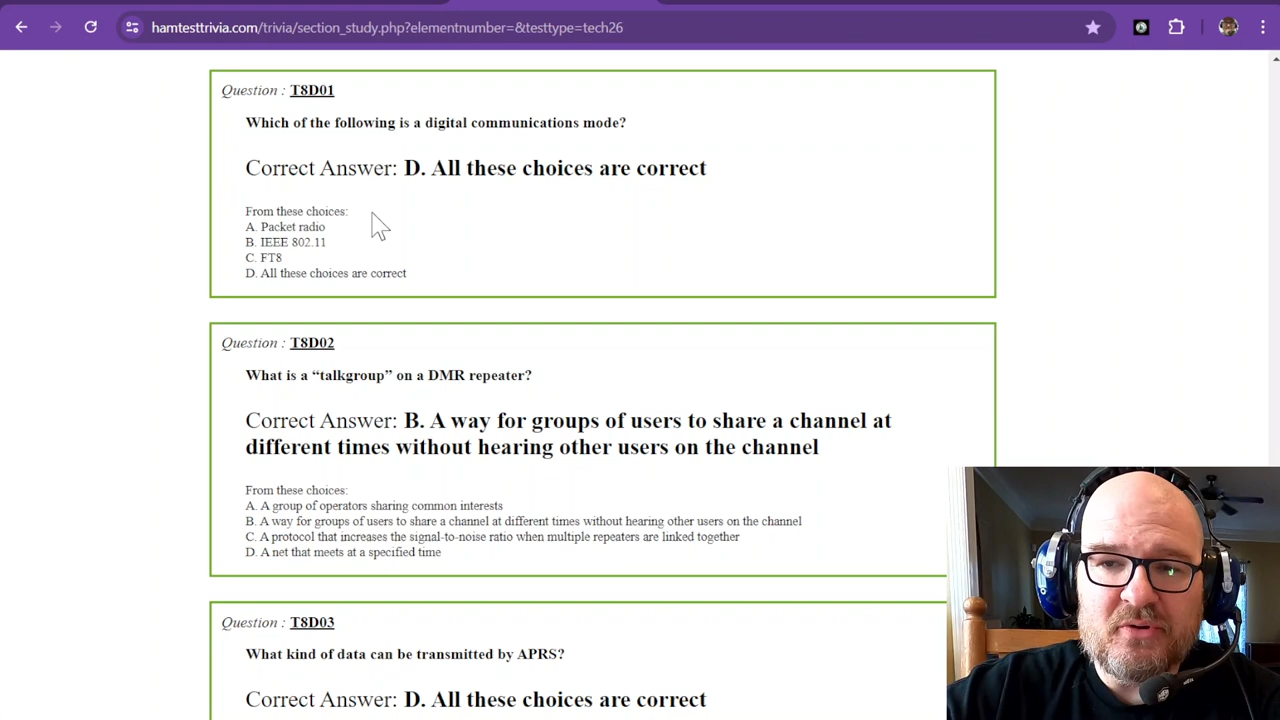 hamtesttrivia.com/trivia/section_study.php?elementnumber=&testtype=tech26
Question : T8D01
Which of the following is a digital communications mode?
Correct Answer: D. All these choices are correct
From these choices:
A. Packet radio
B. IEEE 802.11
C. FT8
D. All these choices are correct
Question : T8D02
What is a “talkgroup” on a DMR repeater?
Correct Answer: B. A way for groups of users to share a channel at
different times without hearing other users on the channel
From these choices:
A. A group of operators sharing common interests
B. A way for groups of users to share a channel at different times without hearing other users on the channel
C. A protocol that increases the signal-to-noise ratio when multiple repeaters are linked together
D. A net that meets at a specified time
Question : T8D03
What kind of data can be transmitted by APRS?
Correct Answer: D. All these choices are correct